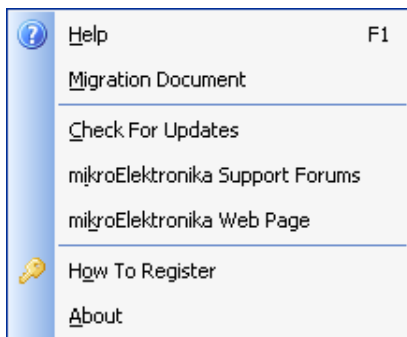 Help F1
Migration Document
Check For Updates
mikroElektronika Support Forums
mikroElektronika Web Page
How To Register
About